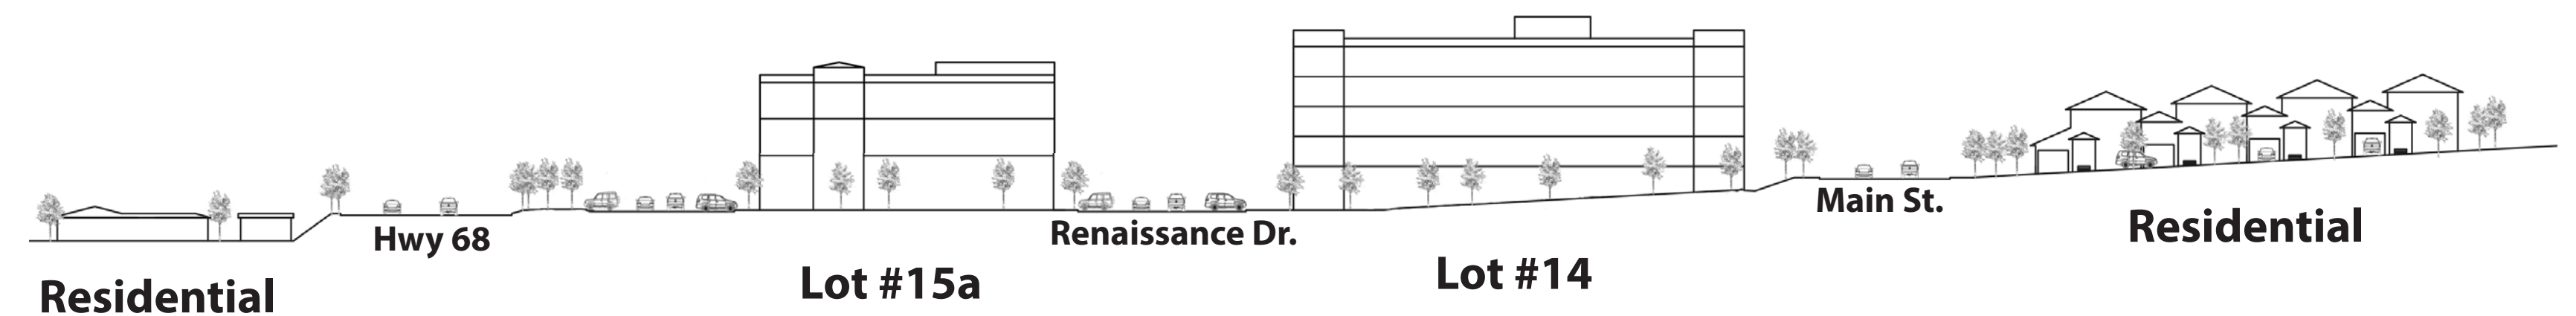 Residential
Hwy 68
Lot #15a
Renaissance Dr.
Lot #14
Main St.
Residential